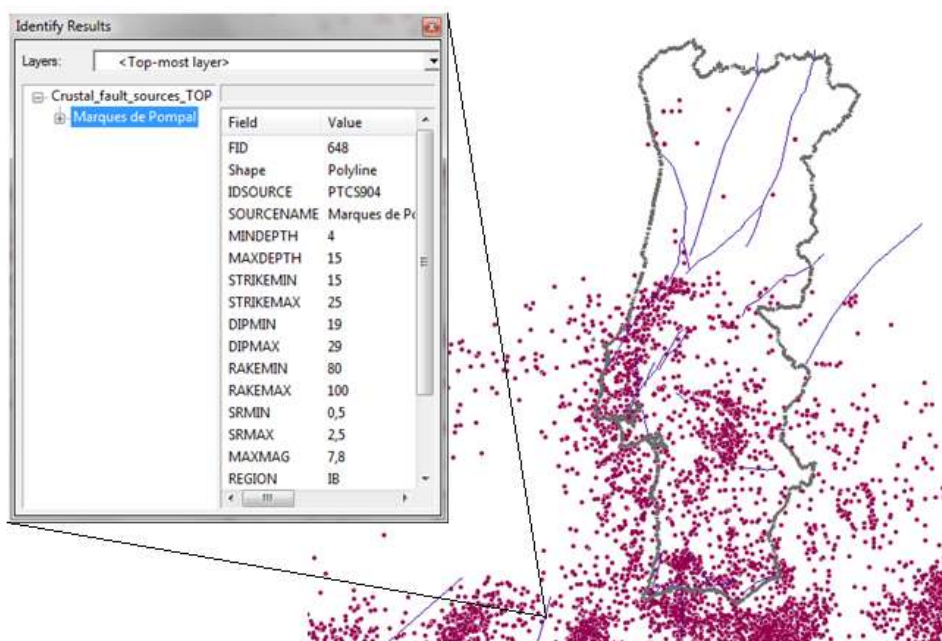 Identify Results
Layers: <Top-most layer>
Crustal_fault_sources_TOP
Marques de Pompal
Field Value
FID 648
Shape Polyline
IDSOURCE PTCS904
SOURCENAME Marques de Po
MINDEPTH 4
MAXDEPTH 15
STRIKEMIN 15
STRIKEMAX 25
DIPMIN 19
DIPMAX 29
RAKEMIN 80
RAKEMAX 100
SRMIN 0,5
SRMAX 2,5
MAXMAG 7,8
REGION IB